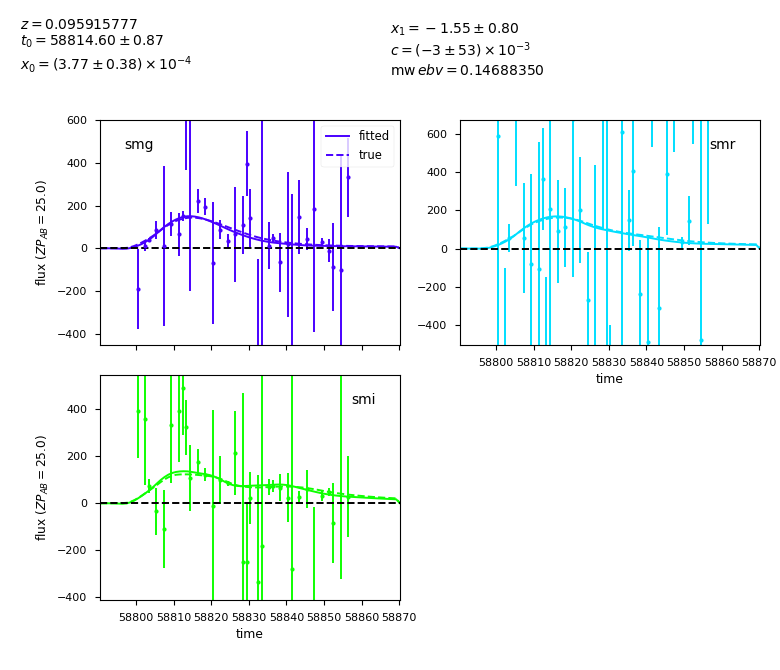 z = 0.095915777
t₀ = 58814.60 ± 0.87
x₀ = (3.77 ± 0.38) × 10⁻⁴
x₁ = −1.55 ± 0.80
c = (−3 ± 53) × 10⁻³
mw ebv = 0.14688350
600
400
200
0
−200
−400
flux (ZP_AB = 25.0)
smg
fitted
true
600
400
200
0
−200
−400
smr
58800 58810 58820 58830 58840 58850 58860 58870
time
400
200
0
−200
−400
flux (ZP_AB = 25.0)
smi
58800 58810 58820 58830 58840 58850 58860 58870
time